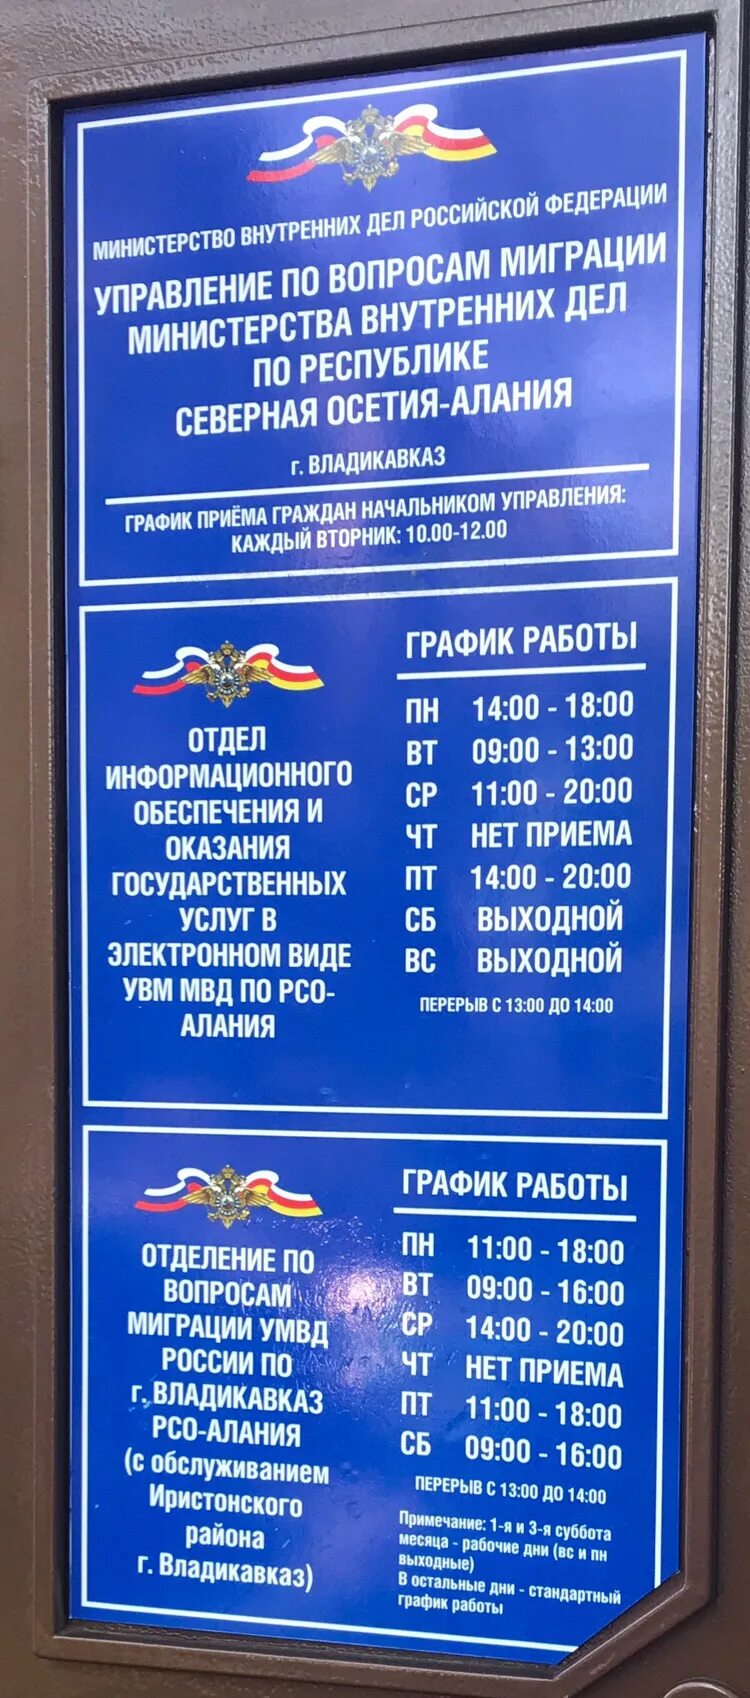 МИНИСТЕРСТВО ВНУТРЕННИХ ДЕЛ РОССИЙСКОЙ ФЕДЕРАЦИИ
УПРАВЛЕНИЕ ПО ВОПРОСАМ МИГРАЦИИ
МИНИСТЕРСТВА ВНУТРЕННИХ ДЕЛ
ПО РЕСПУБЛИКЕ
СЕВЕРНАЯ ОСЕТИЯ-АЛАНИЯ
г. ВЛАДИКАВКАЗ
ГРАФИК ПРИЁМА ГРАЖДАН НАЧАЛЬНИКОМ УПРАВЛЕНИЯ:
КАЖДЫЙ ВТОРНИК: 10.00-12.00
ОТДЕЛ
ИНФОРМАЦИОННОГО
ОБЕСПЕЧЕНИЯ И
ОКАЗАНИЯ
ГОСУДАРСТВЕННЫХ
УСЛУГ В
ЭЛЕКТРОННОМ ВИДЕ
УВМ МВД ПО РСО-
АЛАНИЯ
ГРАФИК РАБОТЫ
ПН 14:00 - 18:00
ВТ 09:00 - 13:00
СР 11:00 - 20:00
ЧТ НЕТ ПРИЕМА
ПТ 14:00 - 20:00
СБ ВЫХОДНОЙ
ВС ВЫХОДНОЙ
ПЕРЕРЫВ С 13:00 ДО 14:00
ОТДЕЛЕНИЕ ПО
ВОПРОСАМ
МИГРАЦИИ УМВД
РОССИИ ПО
г. ВЛАДИКАВКАЗ
РСО-АЛАНИЯ
(с обслуживанием
Иристонского
района
г. Владикавказ)
ГРАФИК РАБОТЫ
ПН 11:00 - 18:00
ВТ 09:00 - 16:00
СР 14:00 - 20:00
ЧТ НЕТ ПРИЕМА
ПТ 11:00 - 18:00
СБ 09:00 - 16:00
ПЕРЕРЫВ С 13:00 ДО 14:00
Примечание: 1-я и 3-я суббота
месяца - рабочие дни (вс и пн
выходные)
В остальные дни - стандартный
график работы